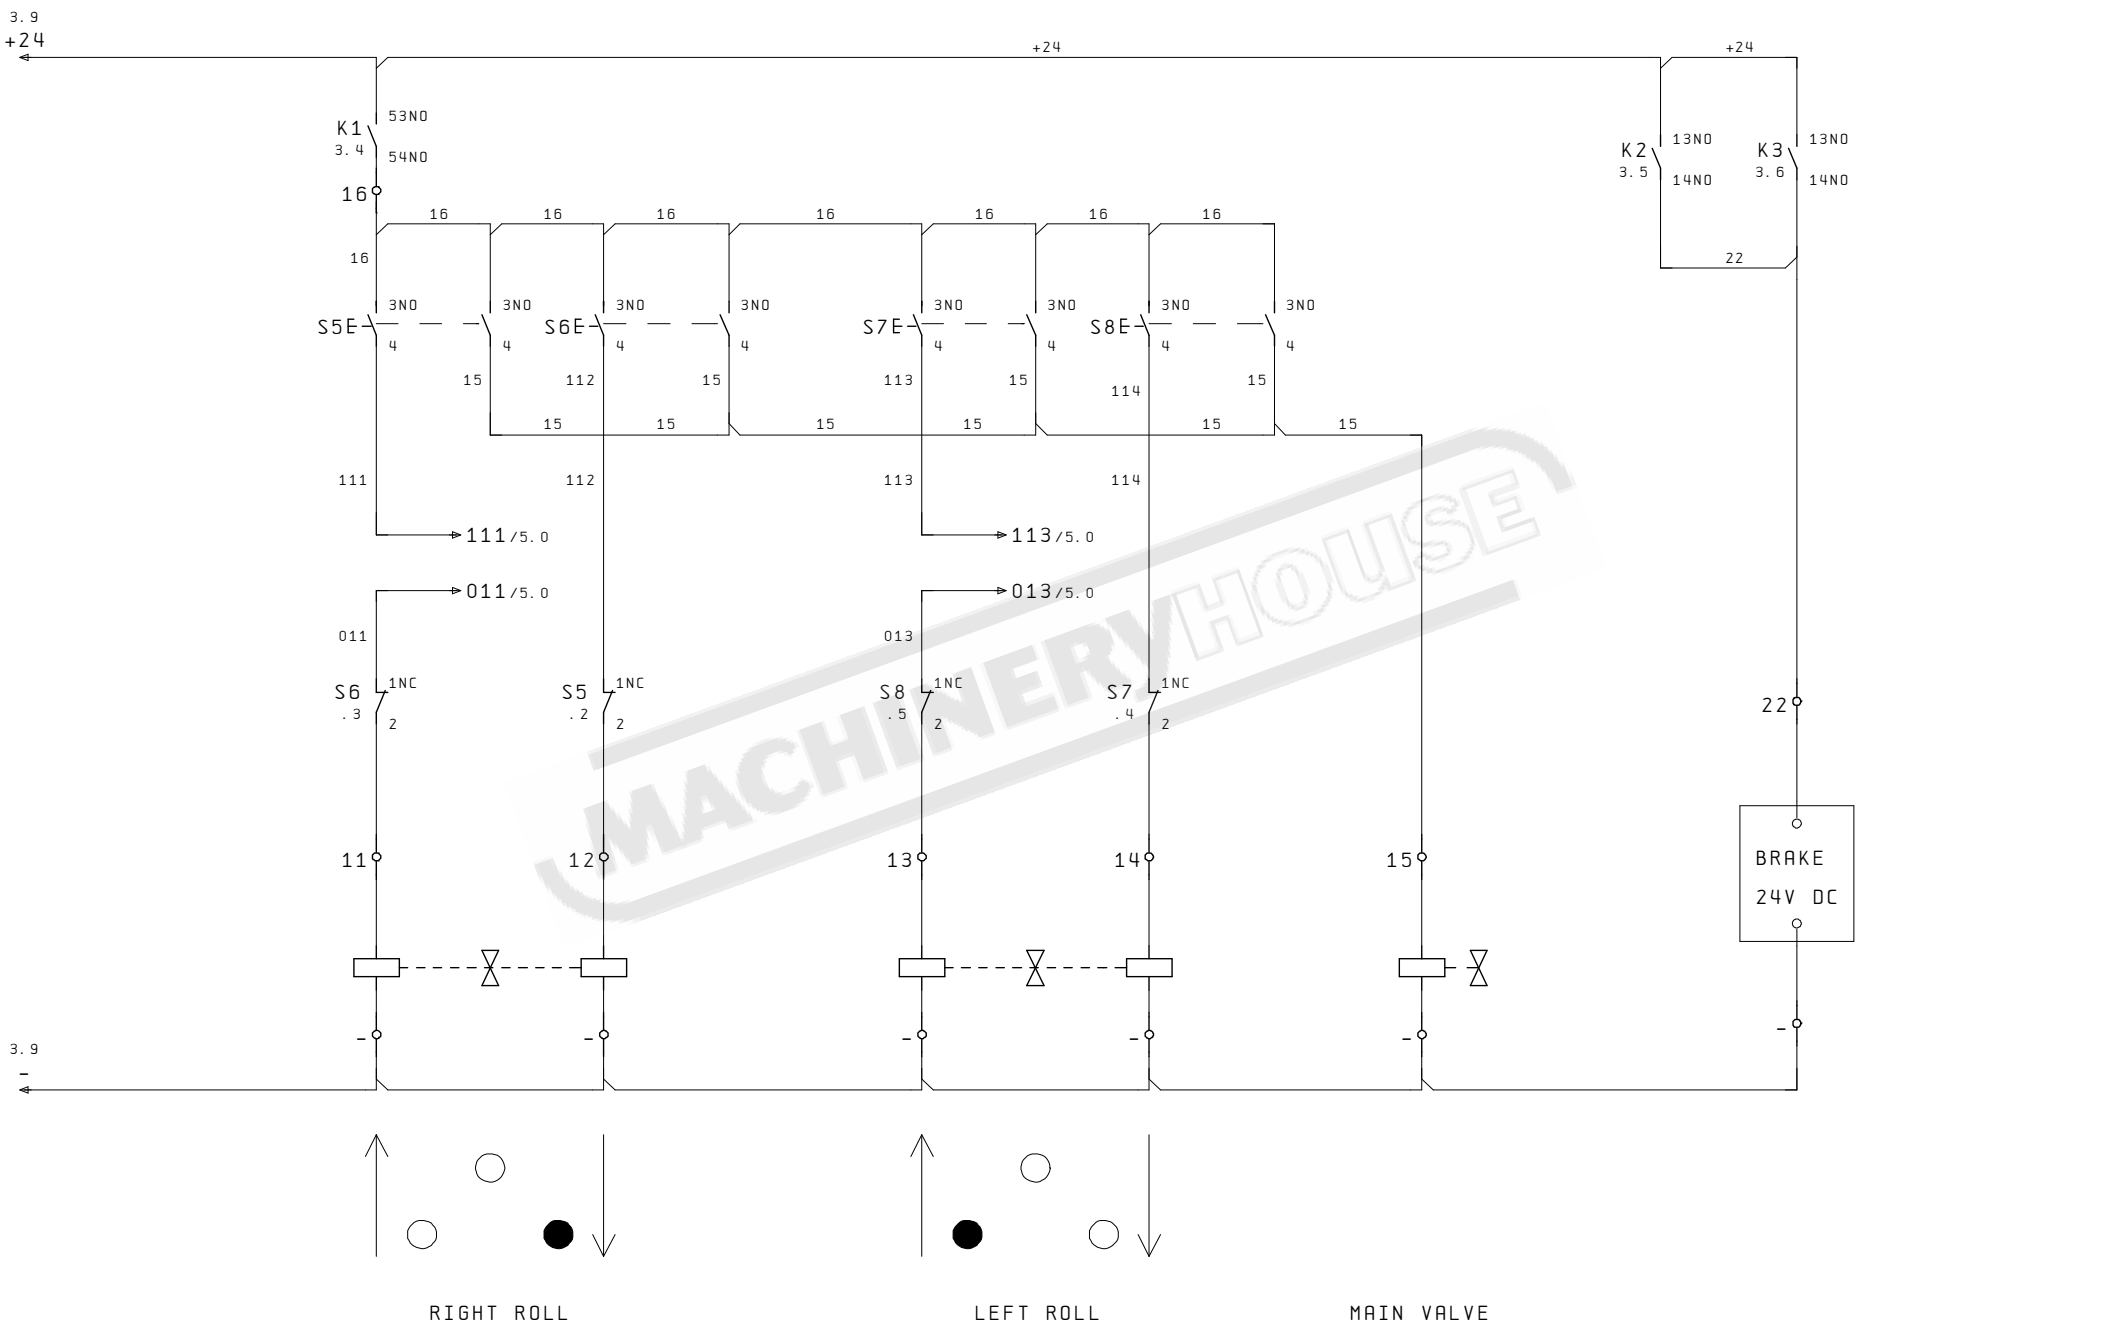 3.9
+24
+24 +24
K1 53NO
3.4 54NO
K2 13NO K3 13NO
3.5 14NO 3.6 14NO
16
16 16 16 16 16 16 16
16 22
S5E 3NO 3NO S6E 3NO 3NO S7E 3NO 3NO S8E 3NO 3NO
4 4 4 4 4 4 4 4
15 112 15 113 15 114 15
15 15 15 15 15 15
111 112 113 114
111/5.0 113/5.0
011/5.0 013/5.0
011 013
S6 1NC S5 1NC S8 1NC S7 1NC
.3 2 .2 2 .5 2 .4 2
22
MACHINERYHOUSE
11 12 13 14 15
BRAKE
24V DC
- - - - - -
3.9
-
RIGHT ROLL LEFT ROLL MAIN VALVE